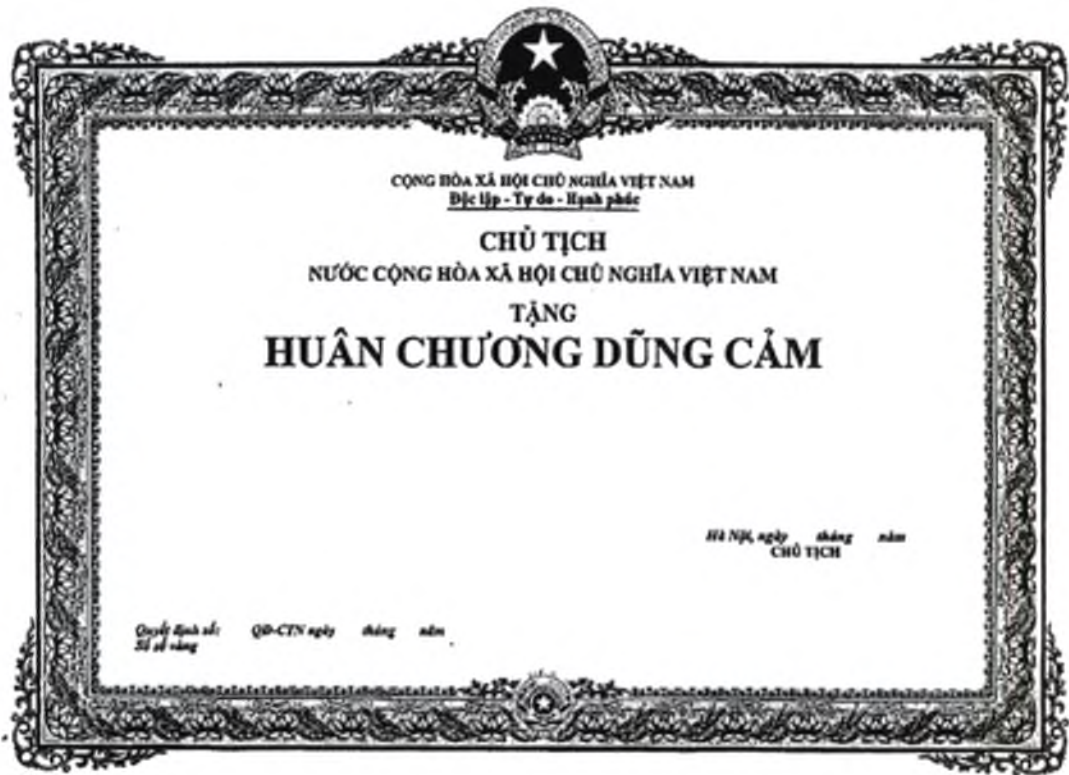 CỘNG HÒA XÃ HỘI CHỦ NGHĨA VIỆT NAM
Độc lập - Tự do - Hạnh phúc
CHỦ TỊCH
NƯỚC CỘNG HÒA XÃ HỘI CHỦ NGHĨA VIỆT NAM
TẶNG
HUÂN CHƯƠNG DŨNG CẢM
Hà Nội, ngày tháng năm
CHỦ TỊCH
Quyết định số: QĐ-CTN ngày tháng năm
Số sổ vàng